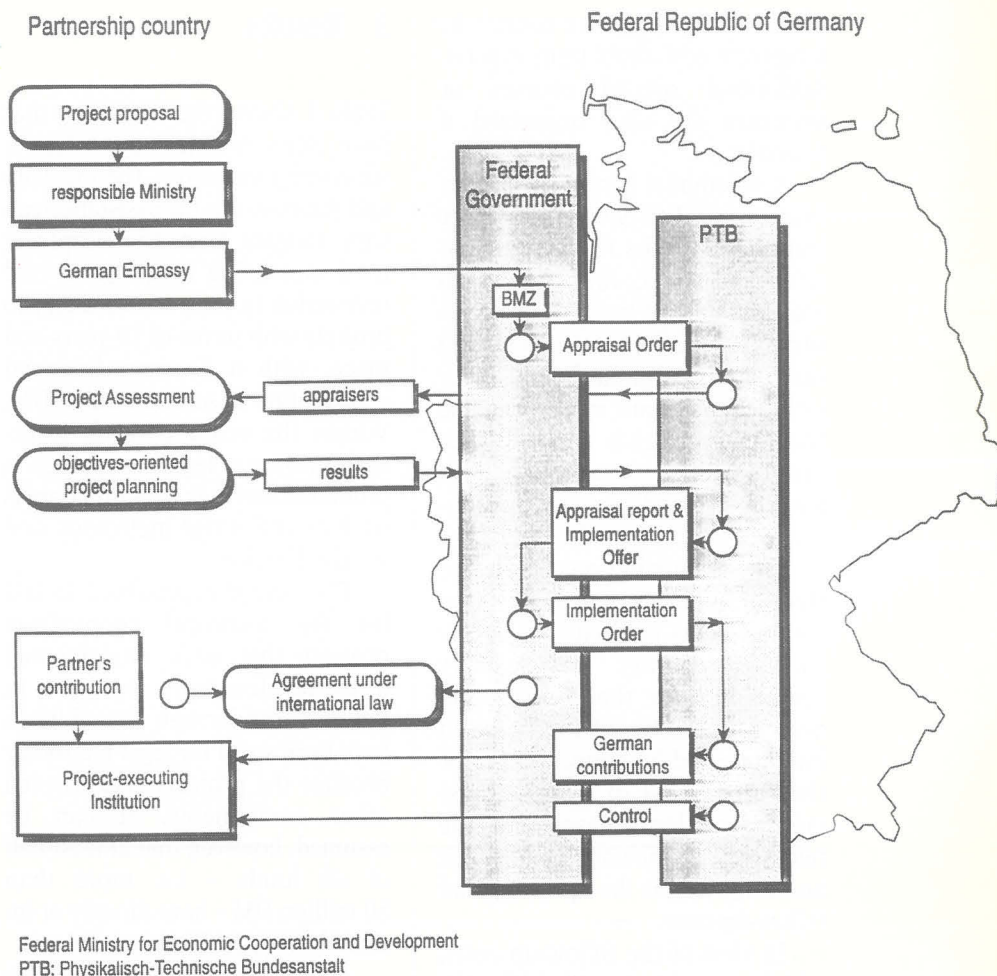 Partnership country
Federal Republic of Germany
Project proposal
responsible Ministry
German Embassy
Federal
Government
PTB
BMZ
Appraisal Order
Project Assessment
appraisers
objectives-oriented
project planning
results
Appraisal report &
Implementation
Offer
Implementation
Order
Partner's
contribution
Agreement under
international law
Project-executing
Institution
German
contributions
Control
Federal Ministry for Economic Cooperation and Development
PTB: Physikalisch-Technische Bundesanstalt